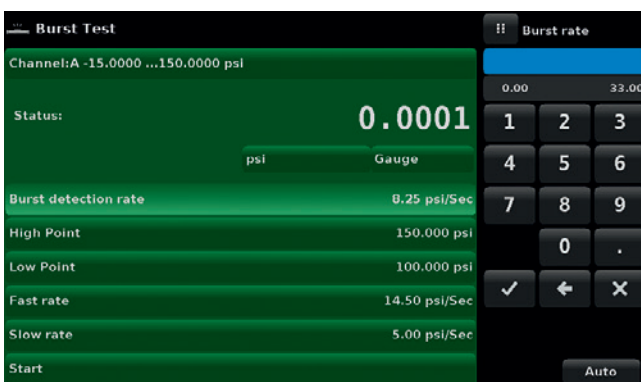 Burst Test
Channel:A -15.0000 ...150.0000 psi
Status:
0.0001
psi Gauge
Burst detection rate 8.25 psi/Sec
High Point 150.000 psi
Low Point 100.000 psi
Fast rate 14.50 psi/Sec
Slow rate 5.00 psi/Sec
Start
Burst rate
0.00 33.00
1 2 3
4 5 6
7 8 9
0 .
Auto